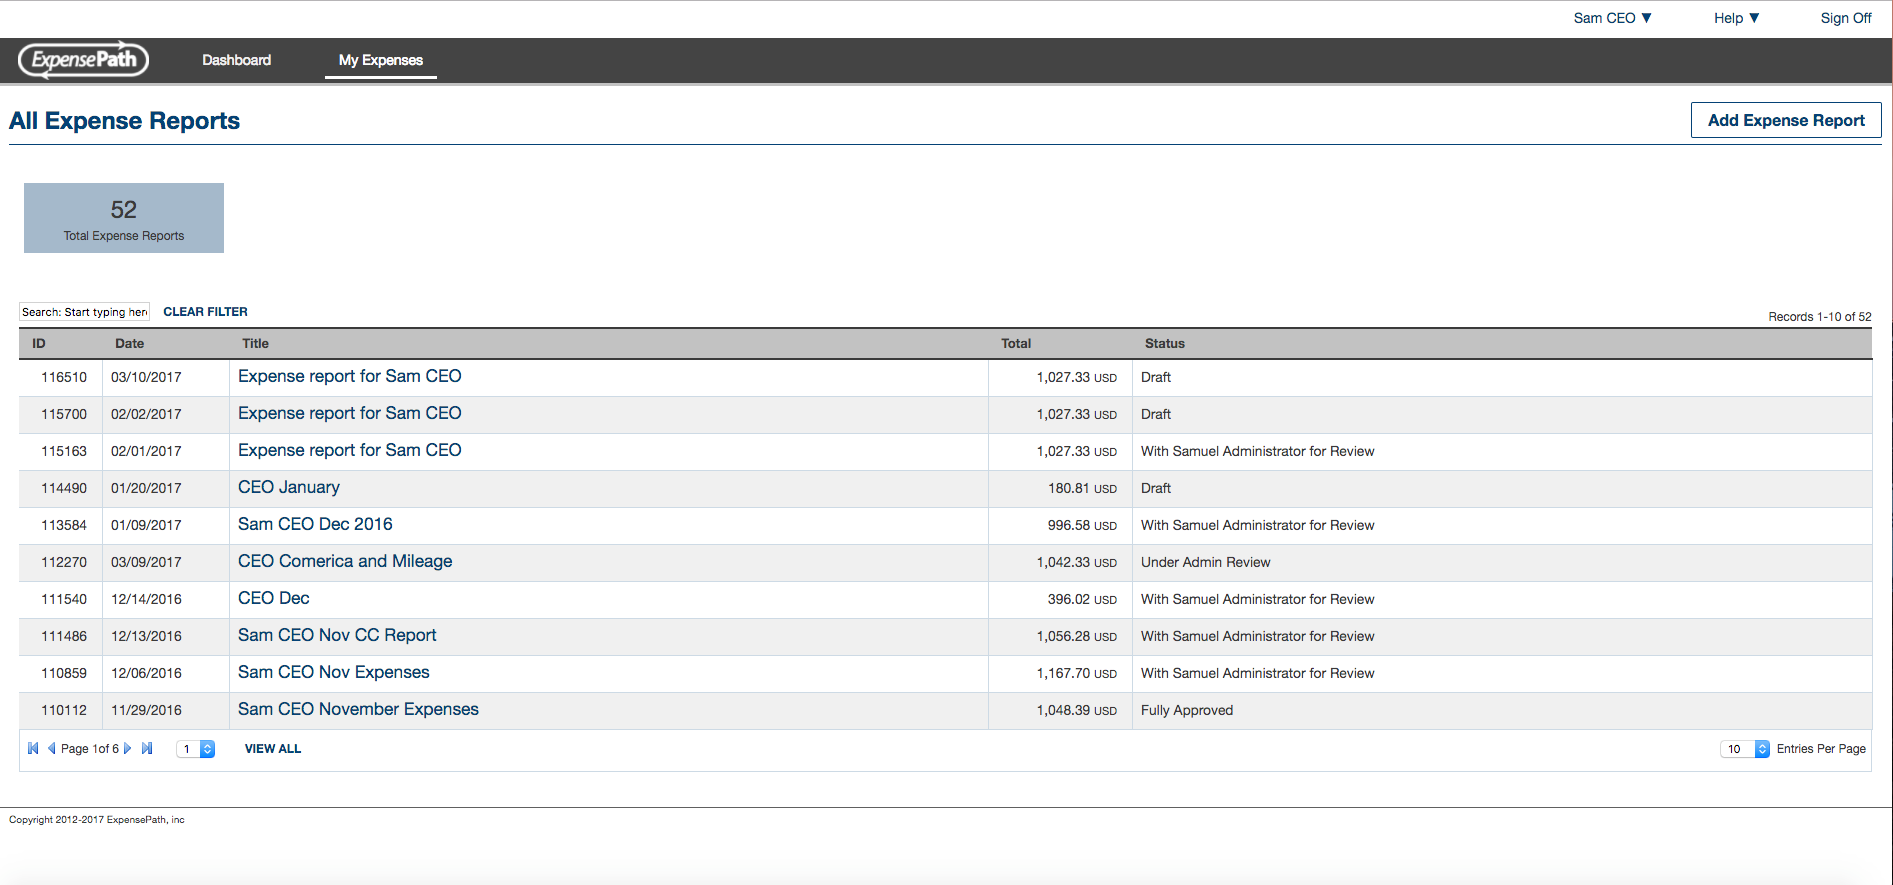 Sam CEO ▼ Help ▼ Sign Off
ExpensePath Dashboard My Expenses
All Expense Reports Add Expense Report
52
Total Expense Reports
Search: Start typing here CLEAR FILTER Records 1-10 of 52
ID Date Title Total Status
116510 03/10/2017 Expense report for Sam CEO 1,027.33 USD Draft
115700 02/02/2017 Expense report for Sam CEO 1,027.33 USD Draft
115163 02/01/2017 Expense report for Sam CEO 1,027.33 USD With Samuel Administrator for Review
114490 01/20/2017 CEO January 180.81 USD Draft
113584 01/09/2017 Sam CEO Dec 2016 996.58 USD With Samuel Administrator for Review
112270 03/09/2017 CEO Comerica and Mileage 1,042.33 USD Under Admin Review
111540 12/14/2016 CEO Dec 396.02 USD With Samuel Administrator for Review
111486 12/13/2016 Sam CEO Nov CC Report 1,056.28 USD With Samuel Administrator for Review
110859 12/06/2016 Sam CEO Nov Expenses 1,167.70 USD With Samuel Administrator for Review
110112 11/29/2016 Sam CEO November Expenses 1,048.39 USD Fully Approved
Page 1of 6 1 VIEW ALL 10 Entries Per Page
Copyright 2012-2017 ExpensePath, inc